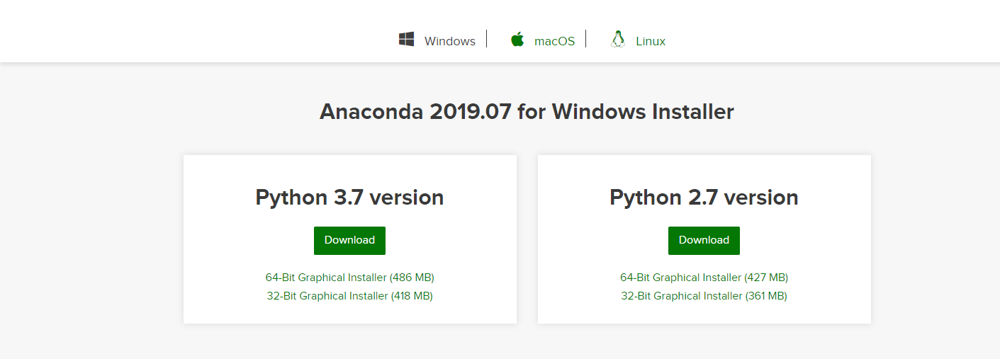 Windows macOS Linux
Anaconda 2019.07 for Windows Installer
Python 3.7 version
Download
64-Bit Graphical Installer (486 MB)
32-Bit Graphical Installer (418 MB)
Python 2.7 version
Download
64-Bit Graphical Installer (427 MB)
32-Bit Graphical Installer (361 MB)